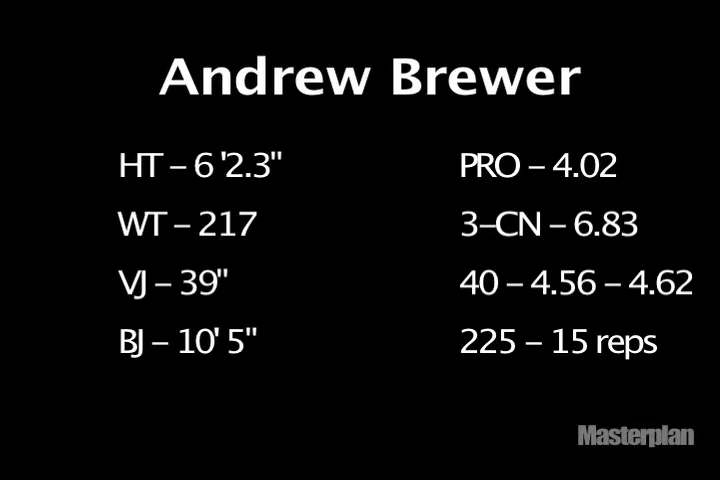 Andrew Brewer
HT – 6 '2.3"
WT – 217
VJ – 39"
BJ – 10' 5"
PRO – 4.02
3–CN – 6.83
40 – 4.56 – 4.62
225 – 15 reps
Masterplan